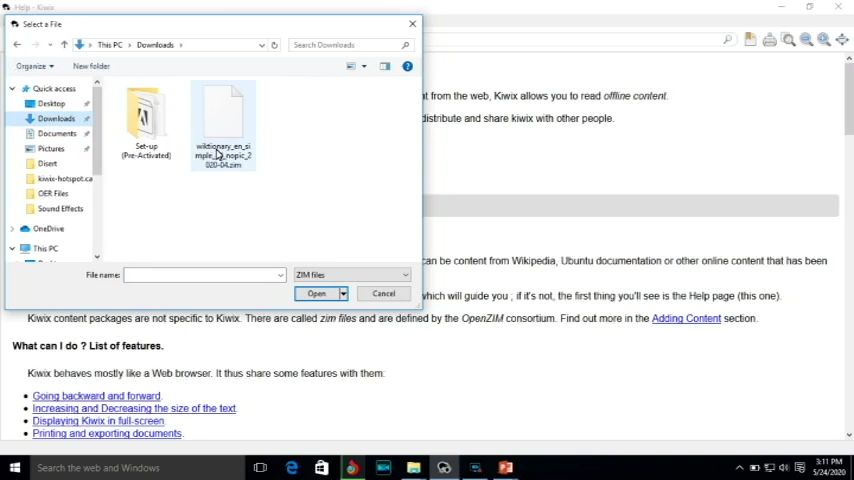 Help - Kiwix
Select a File
This PC > Downloads >
Search Downloads
Organize
New folder
Quick access
Desktop
Downloads
Documents
Pictures
Disert
kiwix-hotspot.ca
OER Files
Sound Effects
OneDrive
This PC
Set-up
(Pre-Activated)
wiktionary_en_si
2020-04.zim
File name:
ZIM files
Open
Cancel
t from the web, Kiwix allows you to read offline content.
distribute and share kiwix with other people.
can be content from Wikipedia, Ubuntu documentation or other online content that has been
which will guide you ; if it's not, the first thing you'll see is the Help page (this one).
Kiwix content packages are not specific to Kiwix. There are called zim files and are defined by the OpenZIM consortium. Find out more in the Adding Content section.
What can I do ? List of features.
Kiwix behaves mostly like a Web browser. It thus share some features with them:
Going backward and forward.
Increasing and Decreasing the size of the text.
Displaying Kiwix in full-screen.
Printing and exporting documents.
Search the web and Windows
3:11 PM
5/24/2020